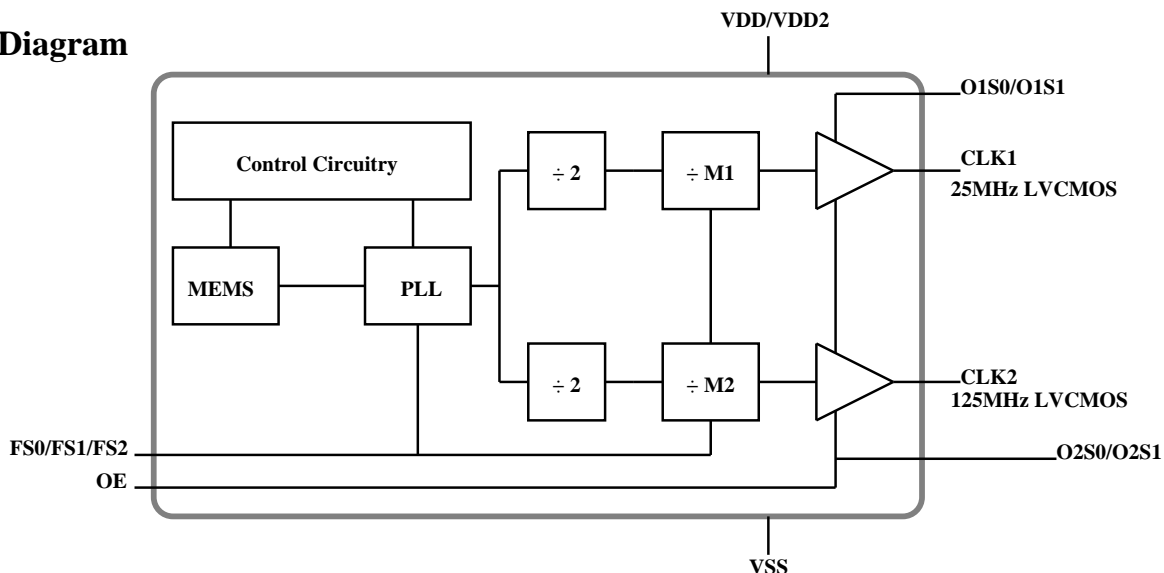 Diagram
VDD/VDD2
O1S0/O1S1
Control Circuitry
÷ 2
÷ M1
CLK1
25MHz LVCMOS
MEMS
PLL
÷ 2
÷ M2
CLK2
125MHz LVCMOS
FS0/FS1/FS2
O2S0/O2S1
OE
VSS